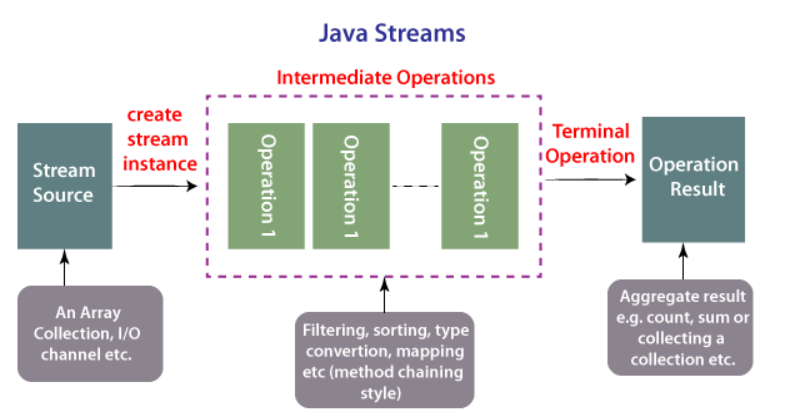 Java Streams
Intermediate Operations
create
stream
instance
Stream
Source
Operation 1
Operation 1
Operation 1
Terminal
Operation
Operation
Result
An Array
Collection, I/O
channel etc.
Filtering, sorting, type
convertion, mapping
etc (method chaining
style)
Aggregate result
e.g. count, sum or
collecting a
collection etc.